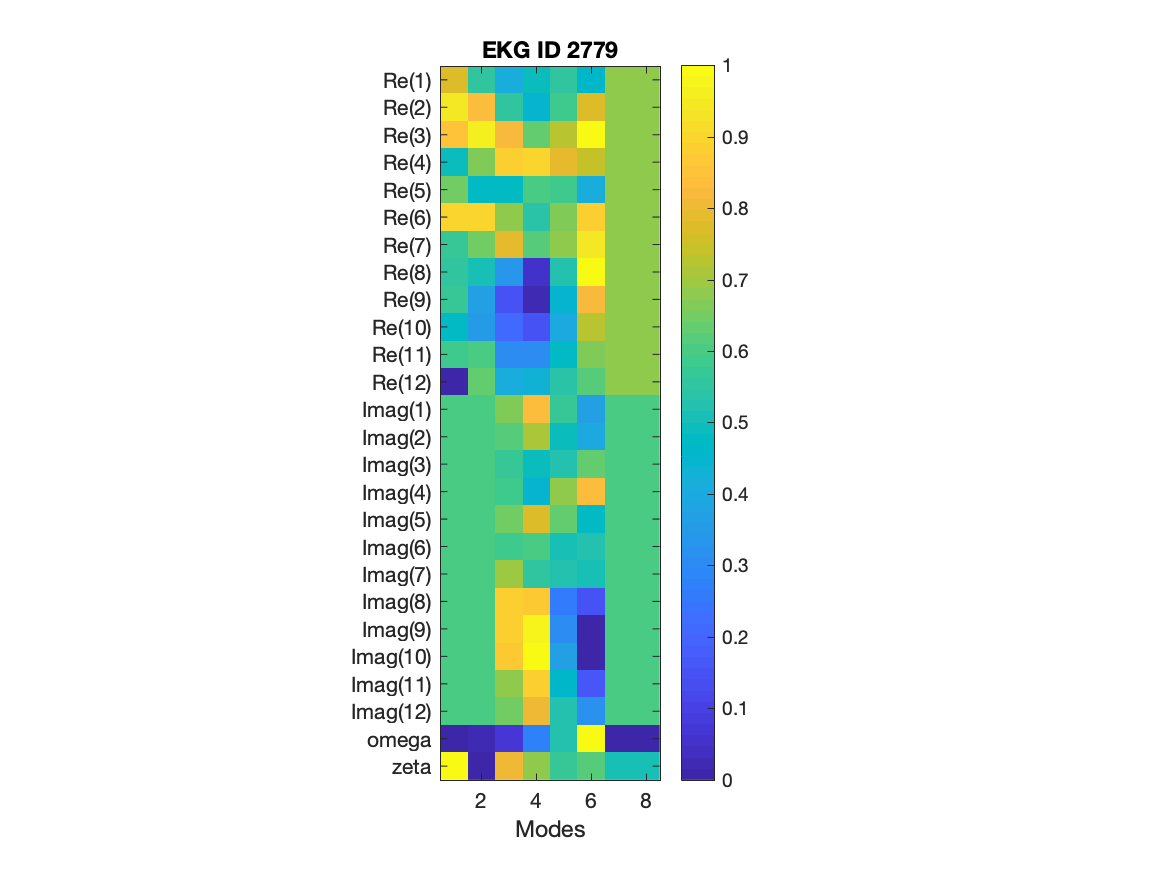 EKG ID 2779
Re(1)
Re(2)
Re(3)
Re(4)
Re(5)
Re(6)
Re(7)
Re(8)
Re(9)
Re(10)
Re(11)
Re(12)
Imag(1)
Imag(2)
Imag(3)
Imag(4)
Imag(5)
Imag(6)
Imag(7)
Imag(8)
Imag(9)
Imag(10)
Imag(11)
Imag(12)
omega
zeta
2 4 6 8
Modes
1
0.9
0.8
0.7
0.6
0.5
0.4
0.3
0.2
0.1
0